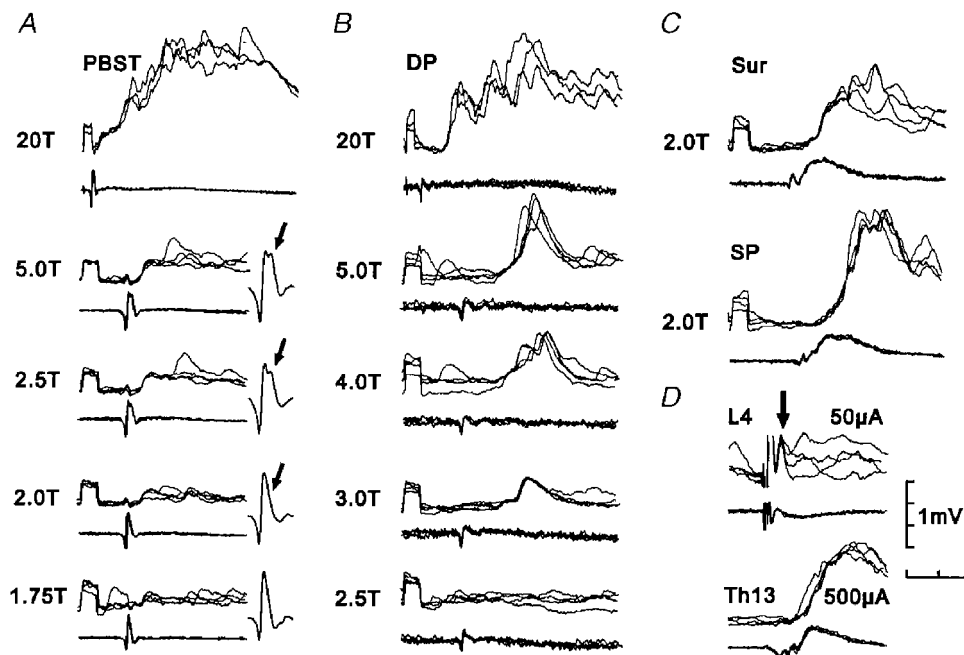 A
PBST
20T
5.0T
2.5T
2.0T
1.75T
B
DP
20T
5.0T
4.0T
3.0T
2.5T
C
Sur
2.0T
SP
2.0T
D
L4 50µA
1mV
Th13 500µA